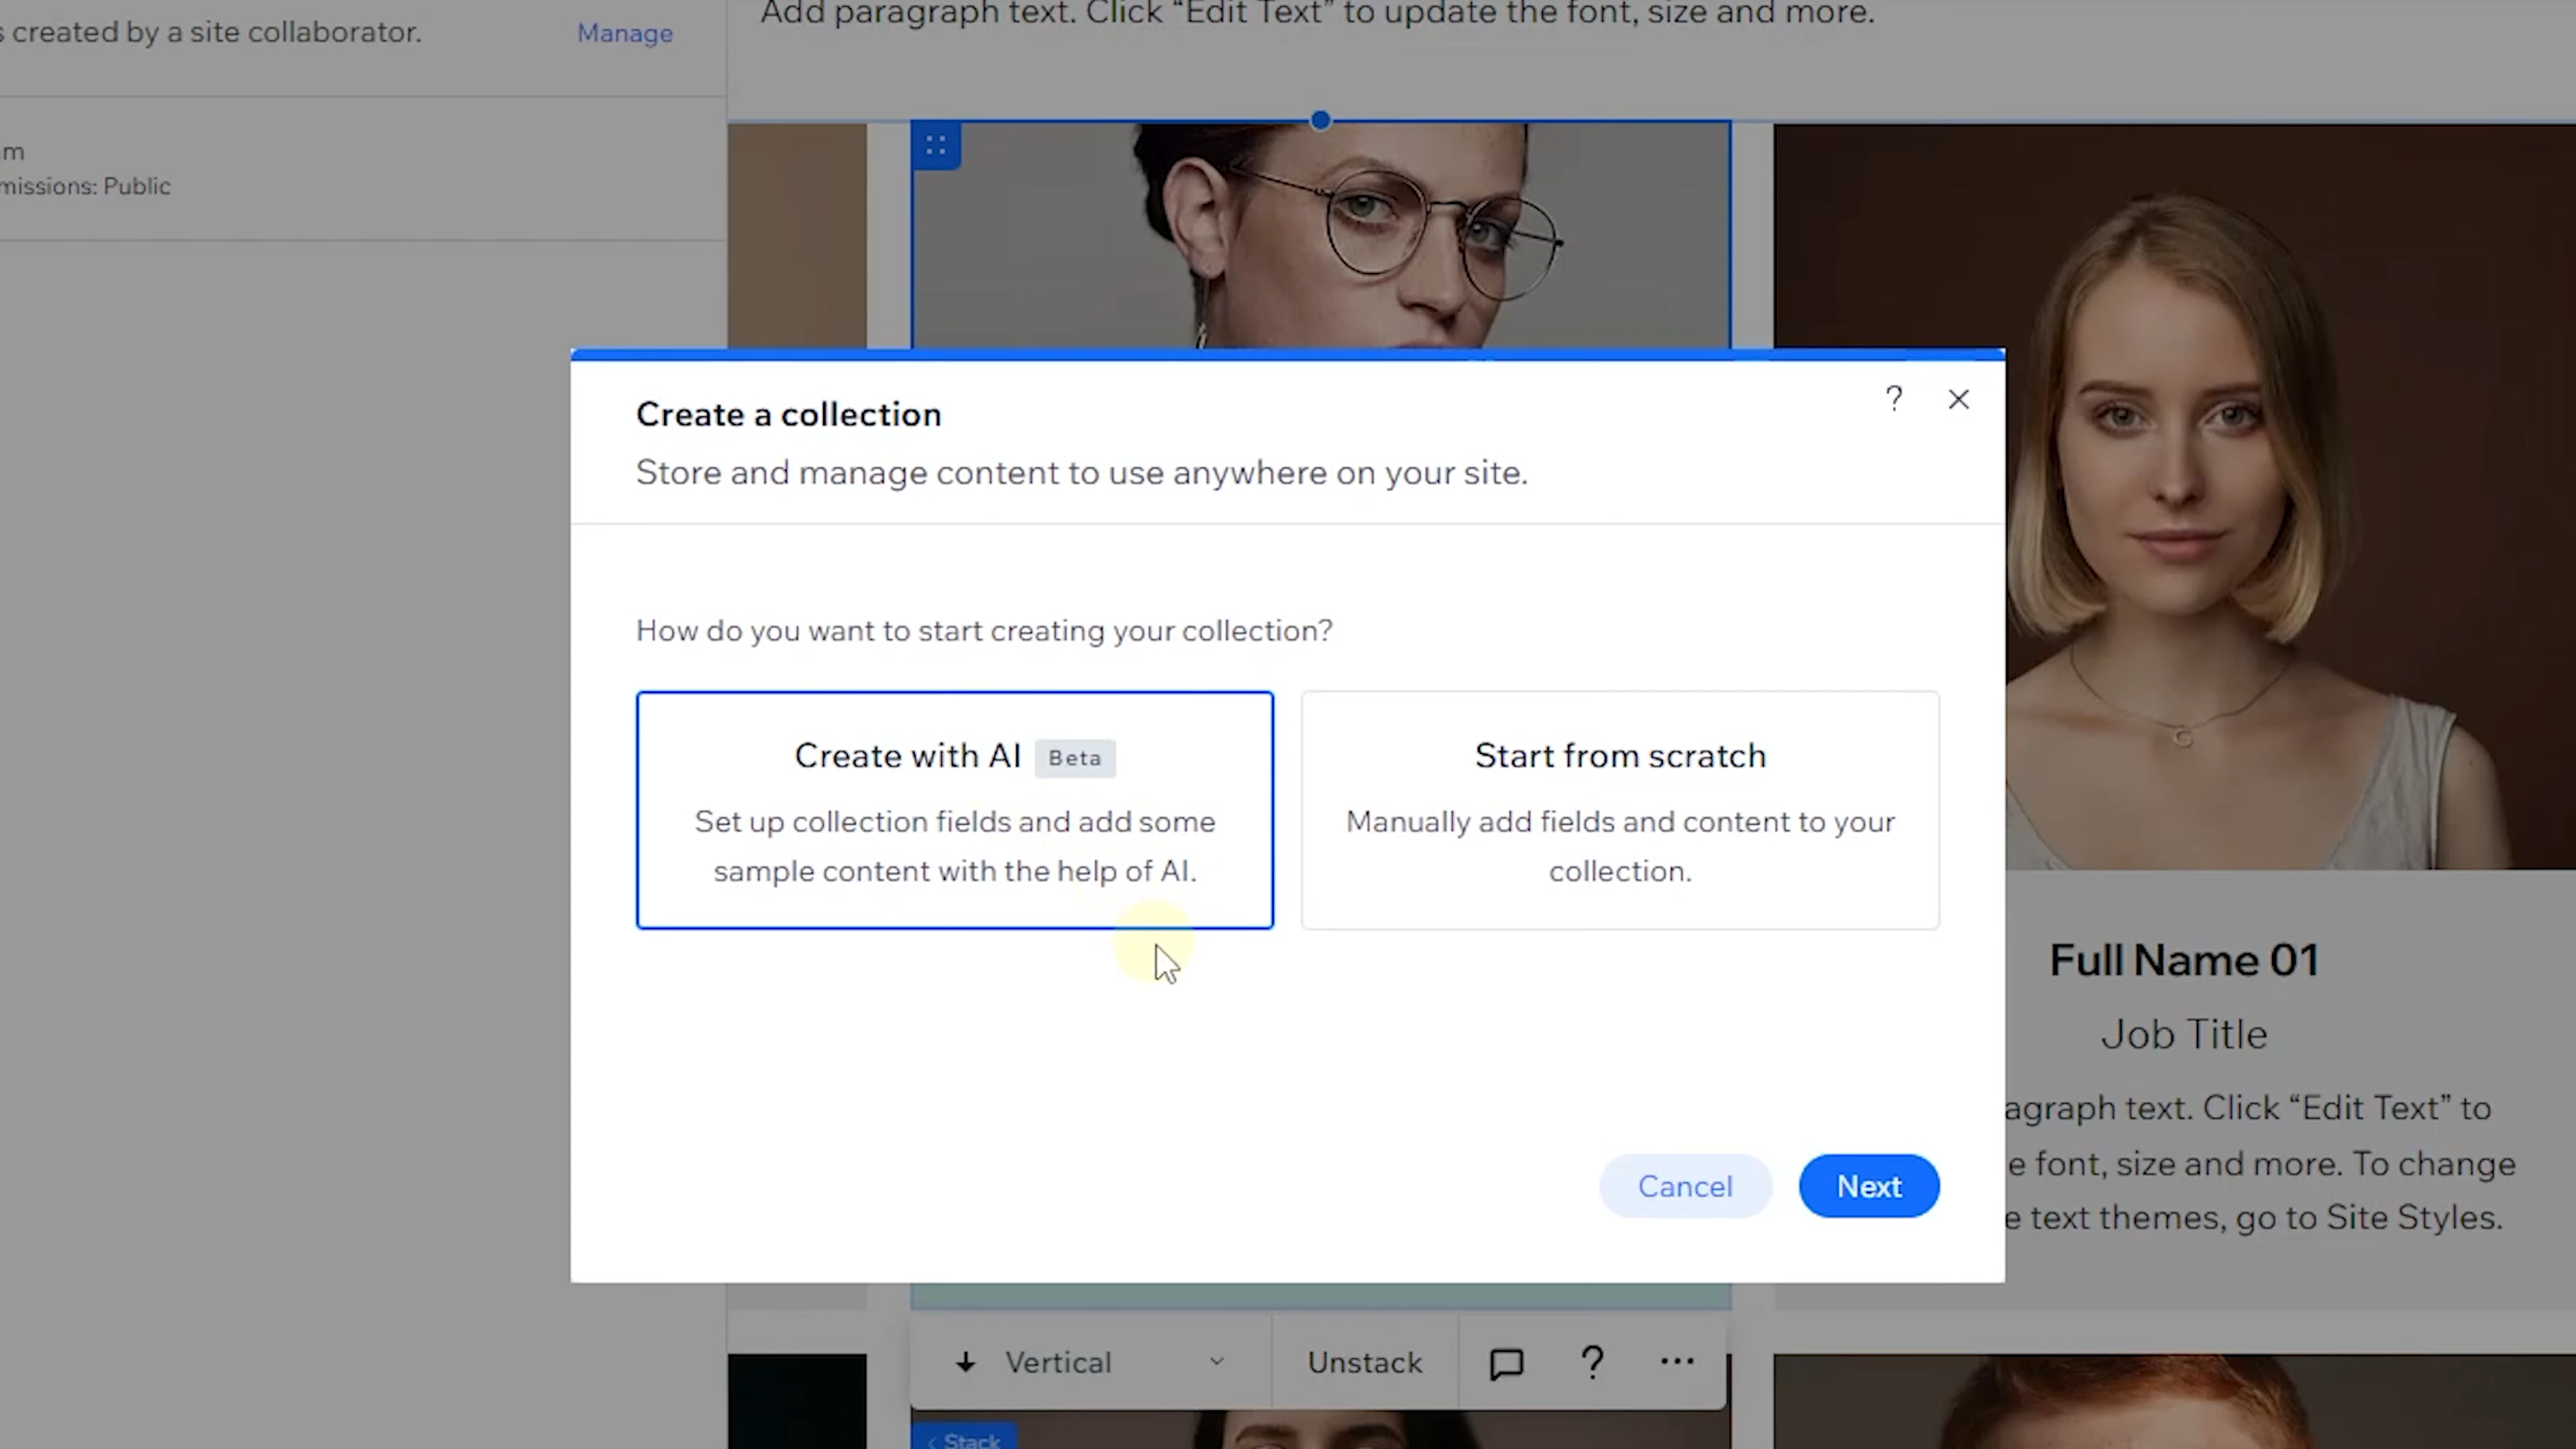 s created by a site collaborator.
Manage
Add paragraph text. Click “Edit Text” to update the font, size and more.
m
missions: Public
Create a collection
?
Store and manage content to use anywhere on your site.
How do you want to start creating your collection?
Create with AI Beta
Set up collection fields and add some
sample content with the help of AI.
Start from scratch
Manually add fields and content to your
collection.
Cancel
Next
Full Name 01
Job Title
agraph text. Click “Edit Text” to
e font, size and more. To change
e text themes, go to Site Styles.
Vertical
Unstack
?
Stack